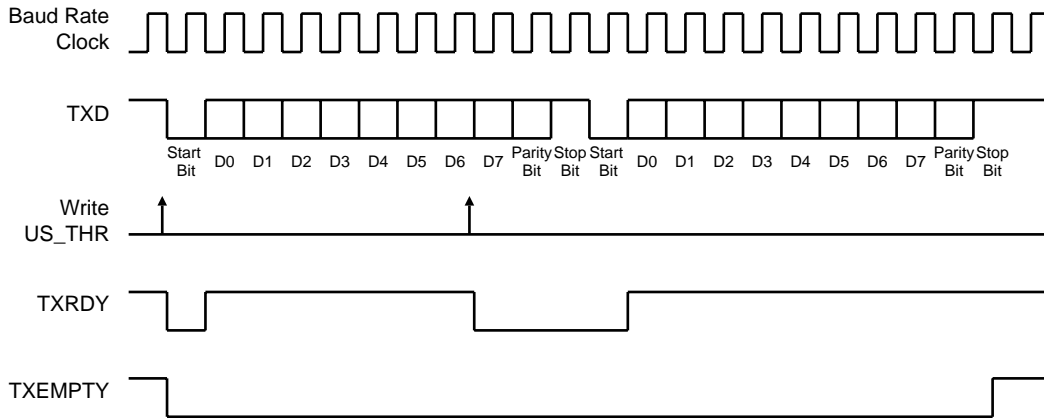 Baud Rate
Clock
TXD
Start
Bit
D0 D1 D2 D3 D4 D5 D6 D7
Parity
Bit
Stop
Bit
Start
Bit
D0 D1 D2 D3 D4 D5 D6 D7
Parity
Bit
Stop
Bit
Write
US_THR
TXRDY
TXEMPTY